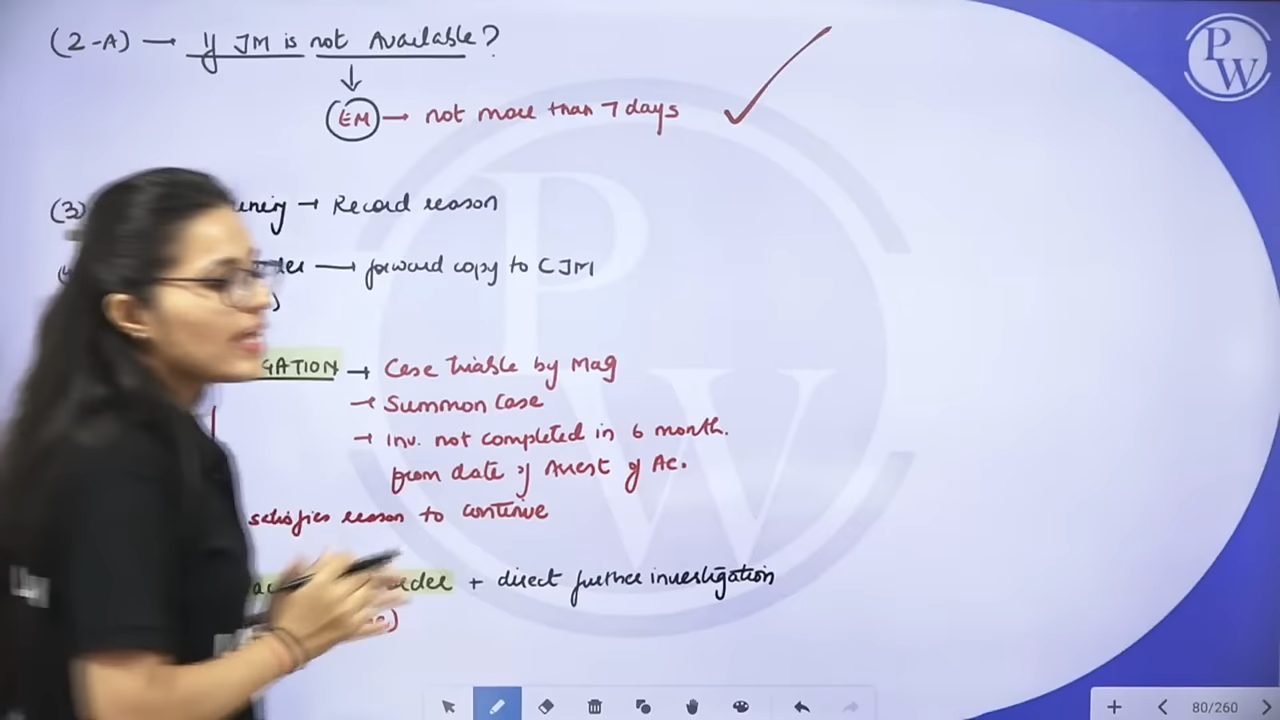 (2-A) → if JM is not Available?
PW
↓
EM → not more than 7 days
(3) → Record reason
→ forward copy to CJM
GATION → Case triable by Mag
→ Summon Case
→ Inv. not completed in 6 month.
from date of Arrest of Ac.
satisfies reason to continue
+ direct further investigation
80/260